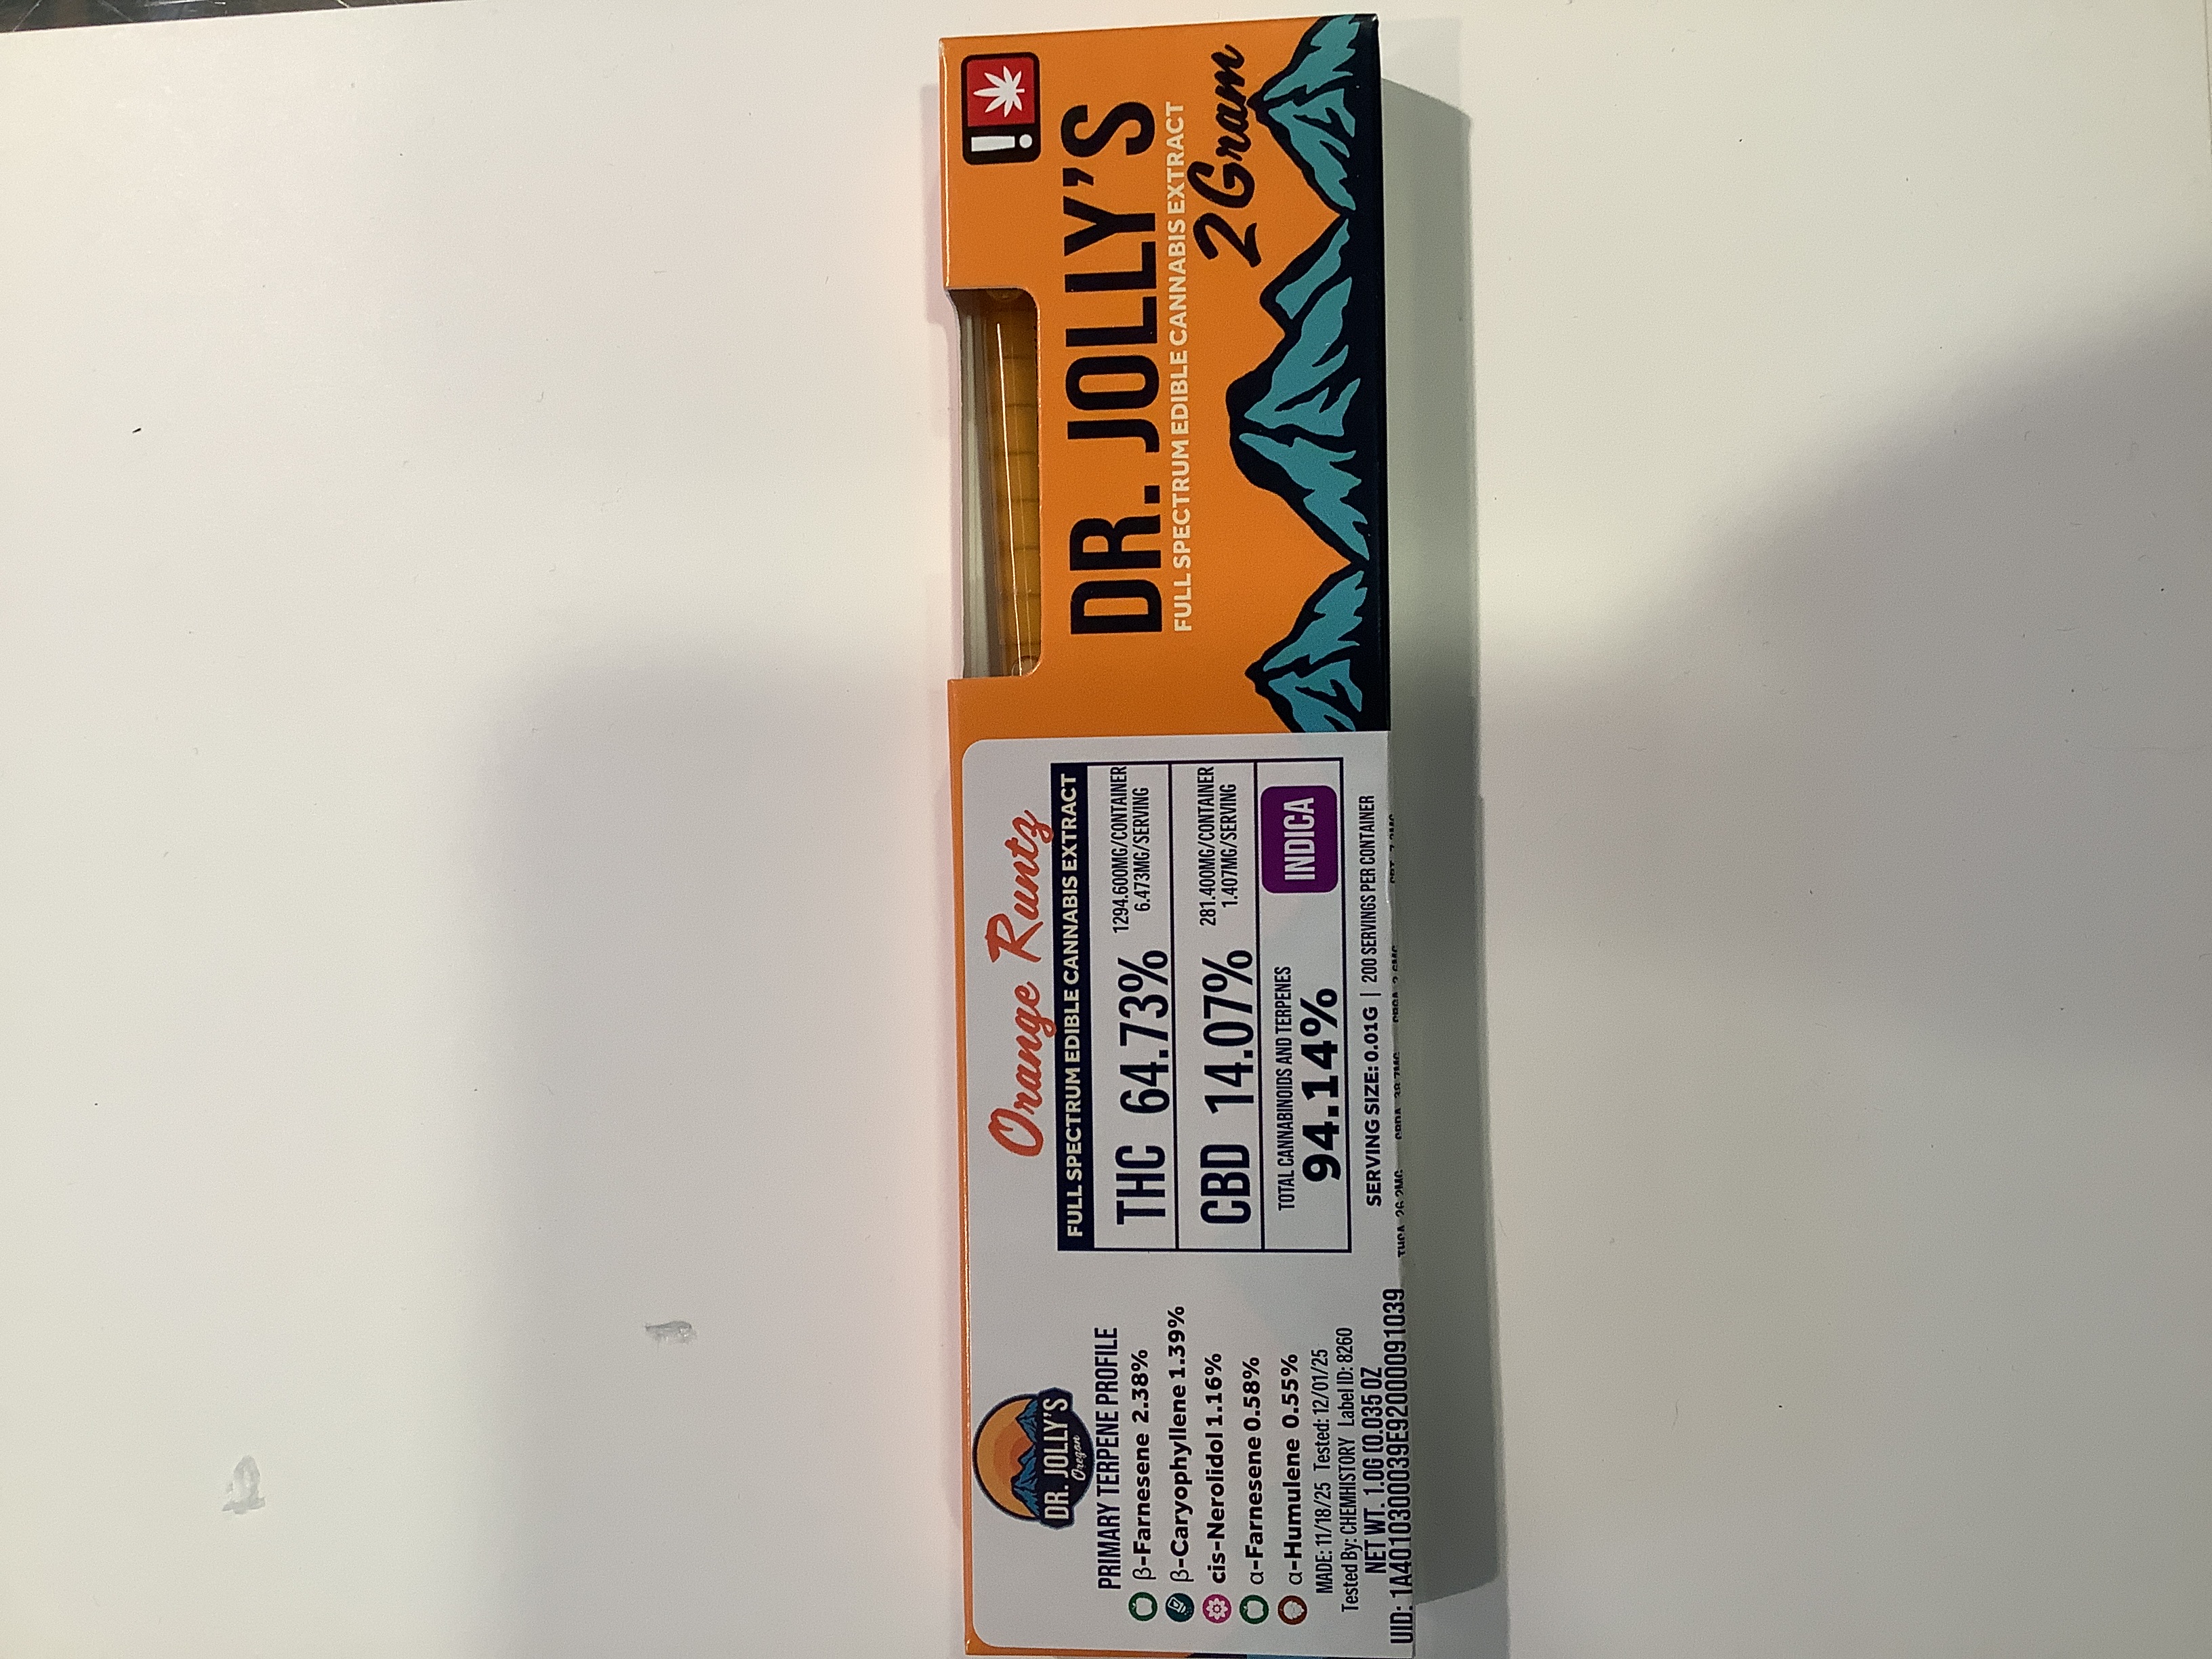 DR. JOLLY'S
FULL SPECTRUM EDIBLE CANNABIS EXTRACT
2 Gram
Orange Runtz
FULL SPECTRUM EDIBLE CANNABIS EXTRACT
THC 64.73%
1294.600MG/CONTAINER
6.473MG/SERVING
CBD 14.07%
281.400MG/CONTAINER
1.407MG/SERVING
TOTAL CANNABINOIDS AND TERPENES
94.14%
INDICA
SERVING SIZE: 0.01G | 200 SERVINGS PER CONTAINER
DR. JOLLY'S
Oregon
PRIMARY TERPENE PROFILE
β-Farnesene 2.38%
β-Caryophyllene 1.39%
cis-Nerolidol 1.16%
α-Farnesene 0.58%
α-Humulene 0.55%
MADE: 11/18/25 Tested: 12/01/25
Tested By: CHEMHISTORY Label ID: 8260
NET WT. 1.0G (0.035 OZ
UID: 1A4010300039E92000091039